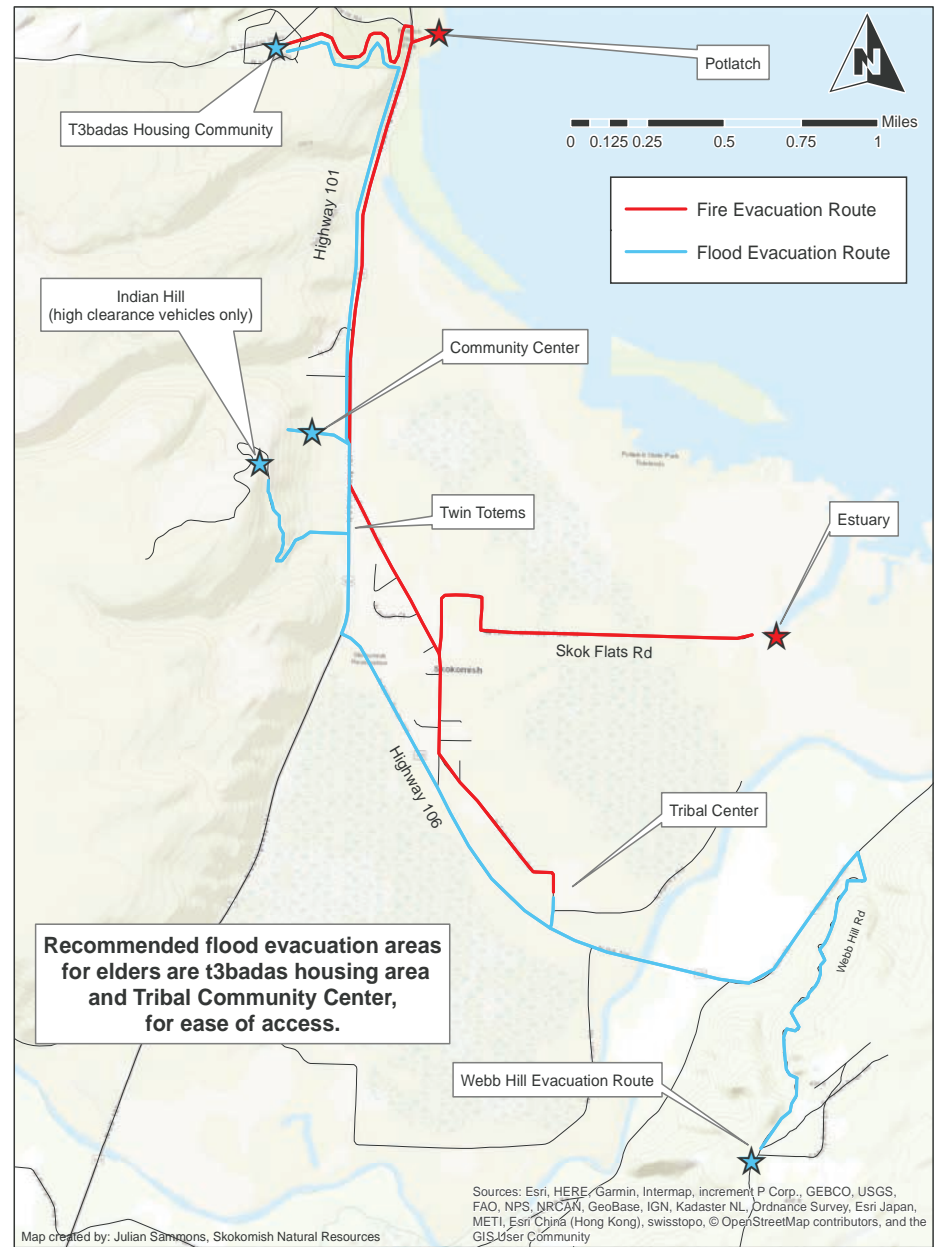 Potlatch
N
T3badas Housing Community
Miles
0 0.125 0.25 0.5 0.75 1
Highway 101
Fire Evacuation Route
Flood Evacuation Route
Indian Hill
(high clearance vehicles only)
Community Center
Twin Totems
Estuary
Skok Flats Rd
Skokomish
Highway 106
Tribal Center
Webb Hill Rd
Recommended flood evacuation areas
for elders are t3badas housing area
and Tribal Community Center,
for ease of access.
Webb Hill Evacuation Route
Sources: Esri, HERE, Garmin, Intermap, increment P Corp., GEBCO, USGS,
FAO, NPS, NRCAN, GeoBase, IGN, Kadaster NL, Ordnance Survey, Esri Japan,
METI, Esri China (Hong Kong), swisstopo, © OpenStreetMap contributors, and the
GIS User Community
Map created by: Julian Sammons, Skokomish Natural Resources